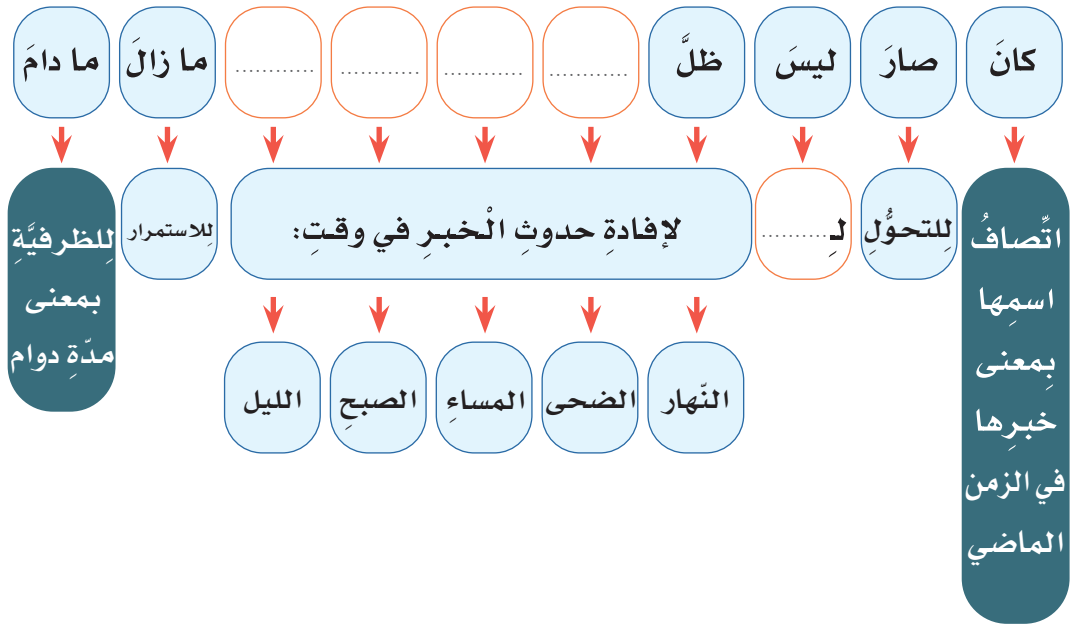 كانَ
صارَ
ليسَ
ظلَّ
............
............
............
............
ما زالَ
ما دامَ
اتِّصافُ
اسمِها
بِمعنى
خبرِها
في الزمن
الماضي
لِلتحوُّلِ
لِـ..........
لإفادةِ حدوثِ الْخبرِ في وقتِ:
لِلاستمرار
لِلظرفيَّةِ
بمعنى
مدّةِ دوام
النّهار
الضحى
المساءِ
الصبحِ
الليل